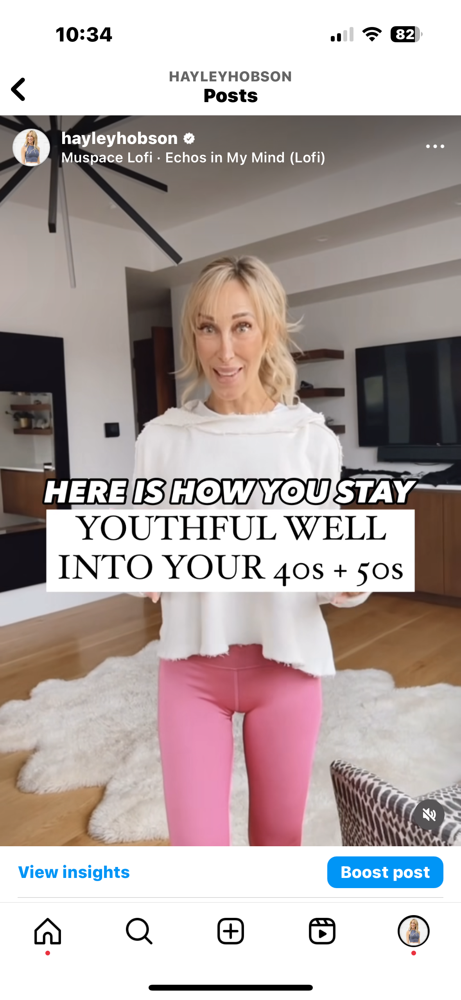 10:34
82
HAYLEYHOBSON
Posts
hayleyhobson
Muspace Lofi · Echos in My Mind (Lofi)
HERE IS HOW YOU STAY
YOUTHFUL WELL
INTO YOUR 40s + 50s
View insights
Boost post